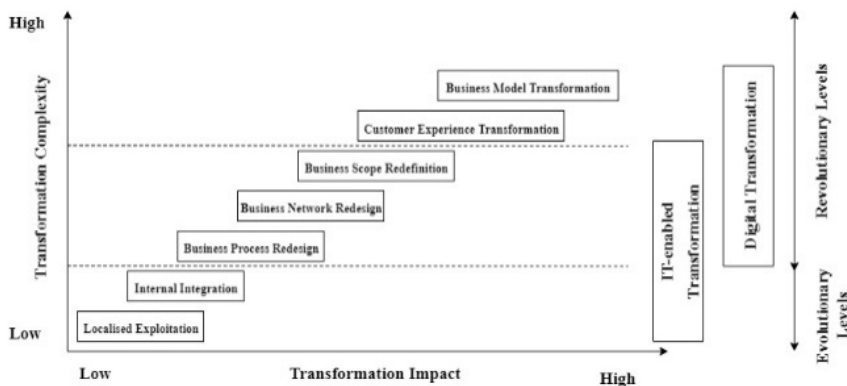 High
Business Model Transformation
Customer Experience Transformation
Business Scope Redefinition
Business Network Redesign
Business Process Redesign
Internal Integration
Localised Exploitation
Low
Transformation Complexity
Low
Transformation Impact
High
IT-enabled
Transformation
Digital Transformation
Revolutionary Levels
Evolutionary
Levels